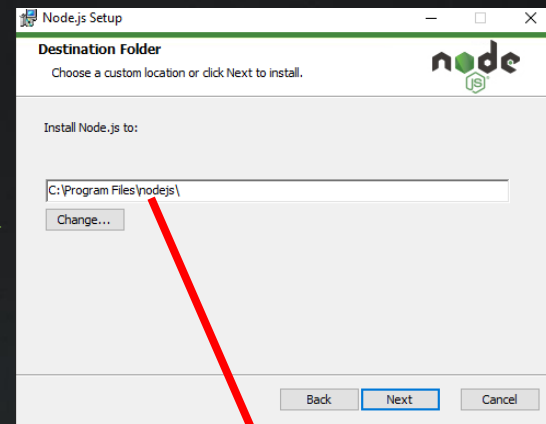 Node.js Setup
Destination Folder
Choose a custom location or click Next to install.
node
JS
Install Node.js to:
C:\Program Files\nodejs\
Change...
Back Next Cancel